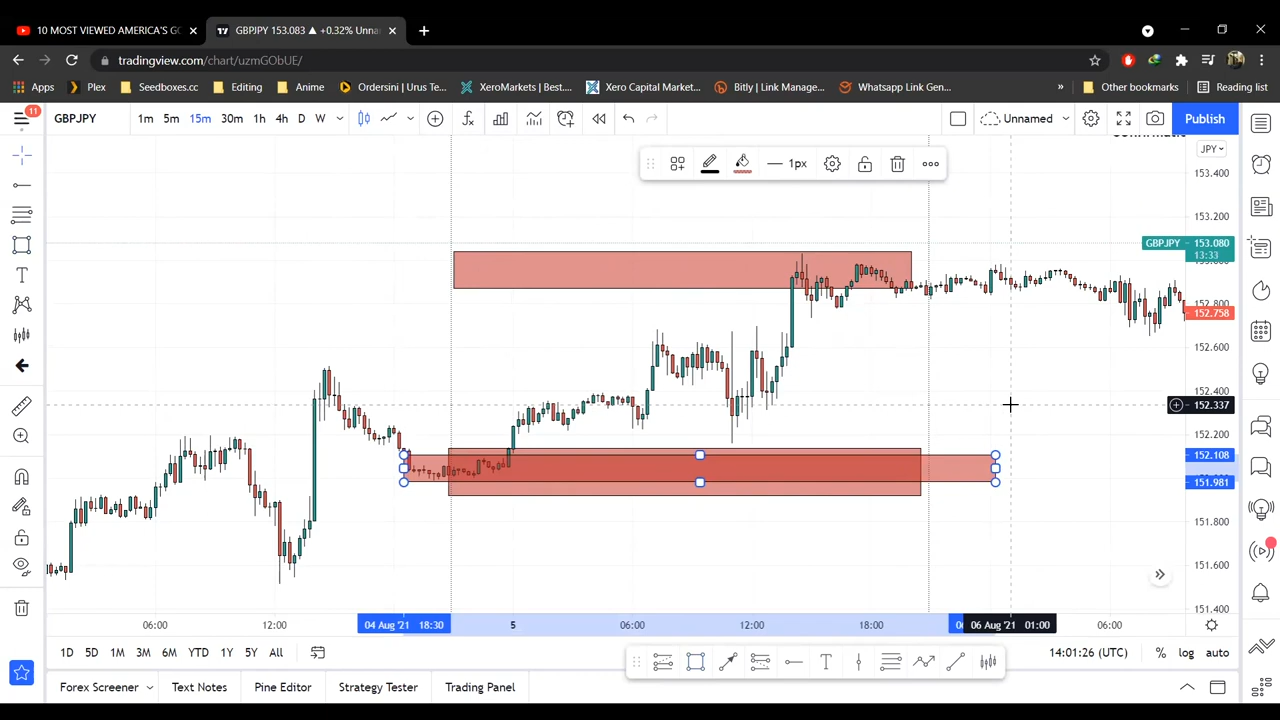 10 MOST VIEWED AMERICA'S GO
GBPJPY 153.083 ▲ +0.32% Unna
tradingview.com/chart/uzmGObUE/
Apps Plex Seedboxes.cc Editing Anime Ordersini | Urus Te... XeroMarkets | Best... Xero Capital Market... Bitly | Link Manage... Whatsapp Link Gen... » Other bookmarks Reading list
11
GBPJPY 1m 5m 15m 30m 1h 4h D W Unnamed Publish
JPY
1px
153.400
153.200
GBPJPY 153.080
13:33
152.800
152.758
152.600
152.400
152.337
152.200
152.108
151.981
151.800
151.600
151.400
06:00 12:00 04 Aug '21 18:30 5 06:00 12:00 18:00 06 Aug '21 01:00 06:00
1D 5D 1M 3M 6M YTD 1Y 5Y All 14:01:26 (UTC) % log auto
Forex Screener Text Notes Pine Editor Strategy Tester Trading Panel